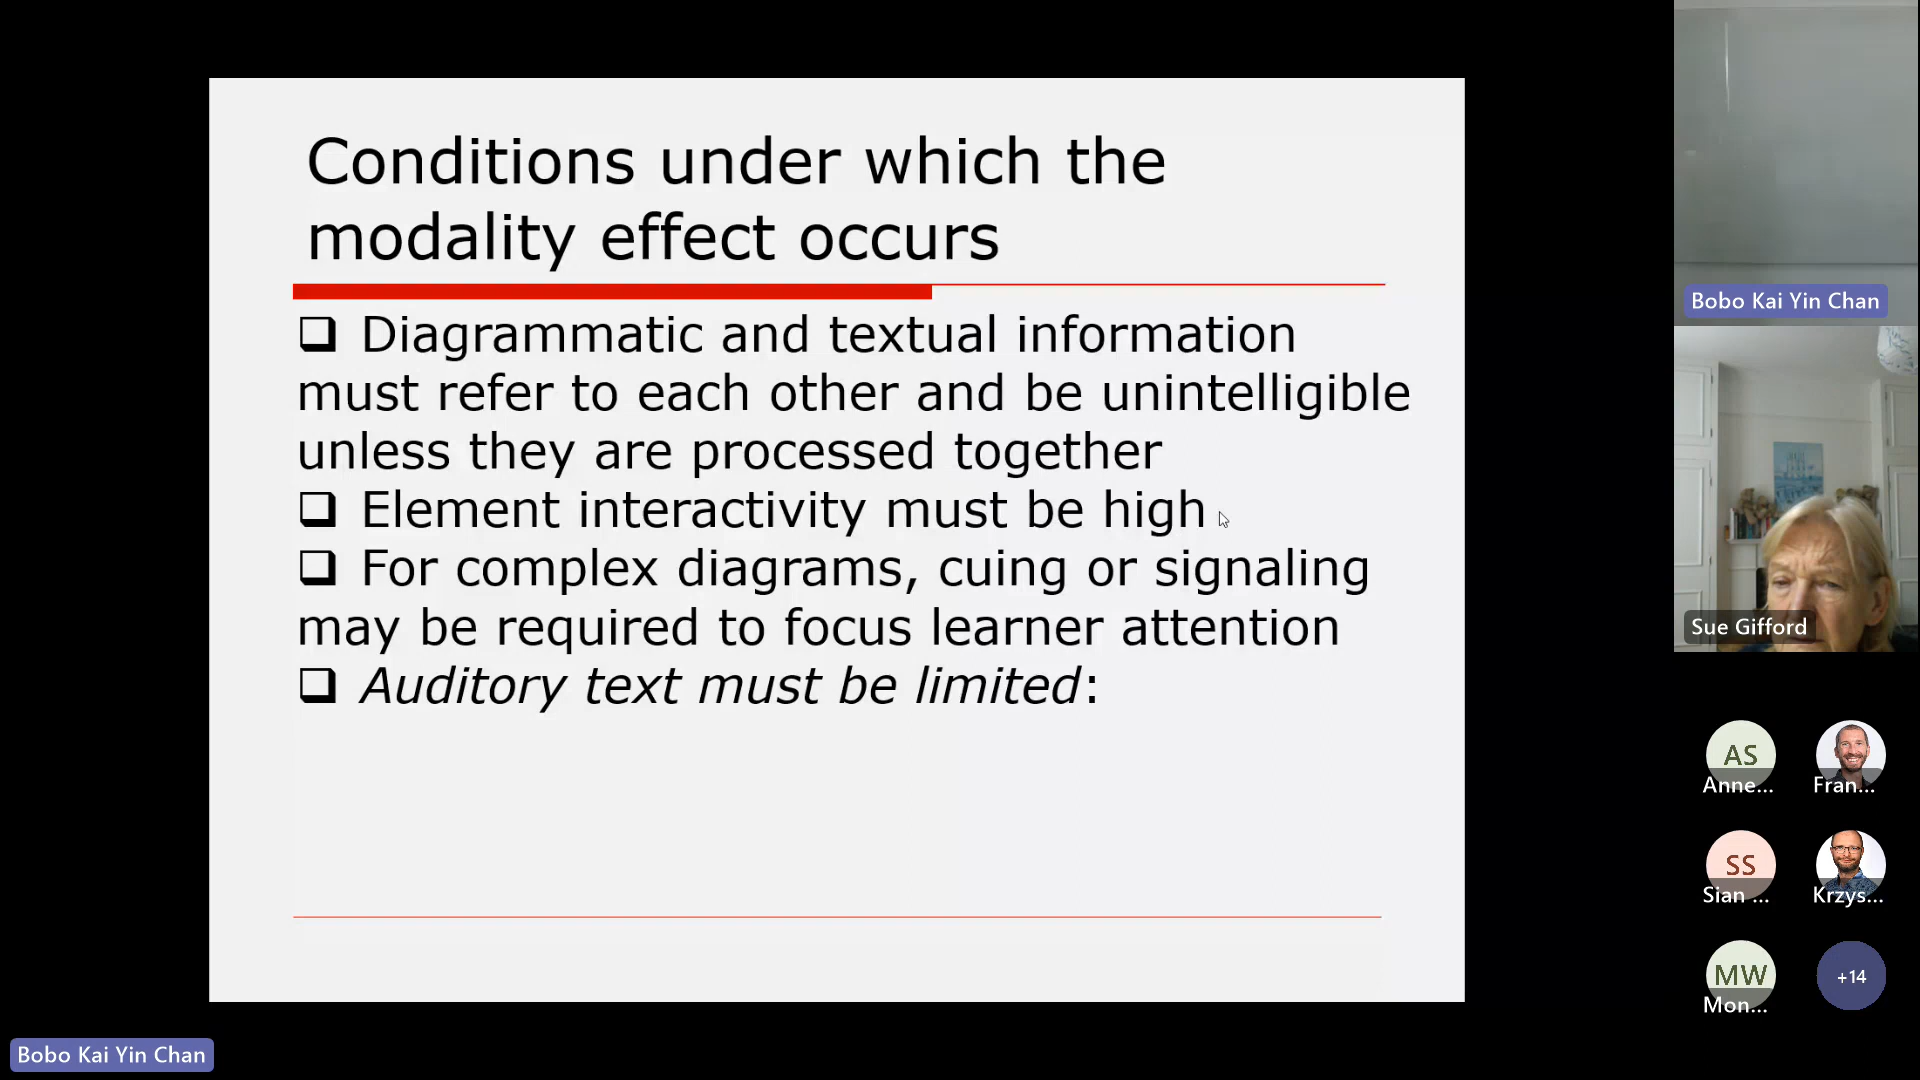 Conditions under which the
modality effect occurs
❑ Diagrammatic and textual information
must refer to each other and be unintelligible
unless they are processed together
❑ Element interactivity must be high
❑ For complex diagrams, cuing or signaling
may be required to focus learner attention
❑ Auditory text must be limited:
Bobo Kai Yin Chan
Sue Gifford
AS
Anne...
Fran...
SS
Sian ...
Krzys...
MW
Mon...
+14
Bobo Kai Yin Chan